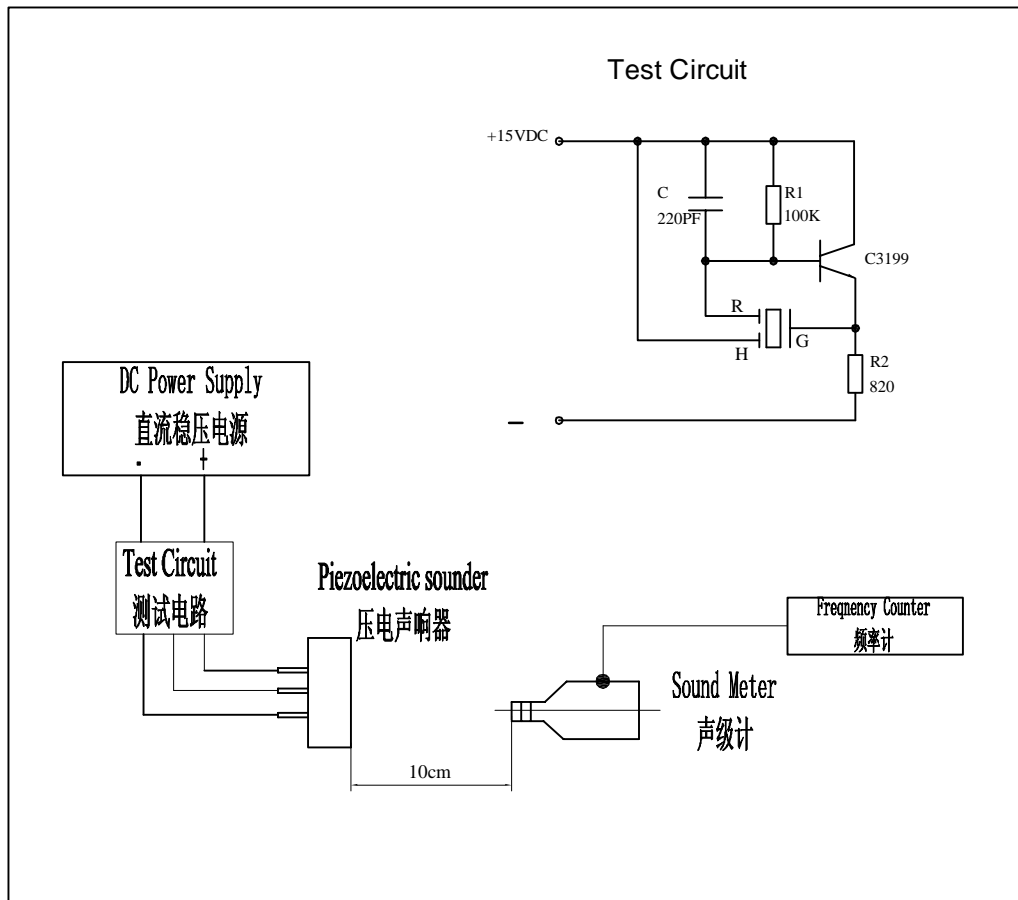 Test Circuit
+15VDC
C
220PF
R1
100K
C3199
R
H
G
R2
820
–
DC Power Supply
直流稳压电源
- +
Test Circuit
测试电路
Piezoelectric sounder
压电声响器
Freqnency Counter
频率计
Sound Meter
声级计
10cm